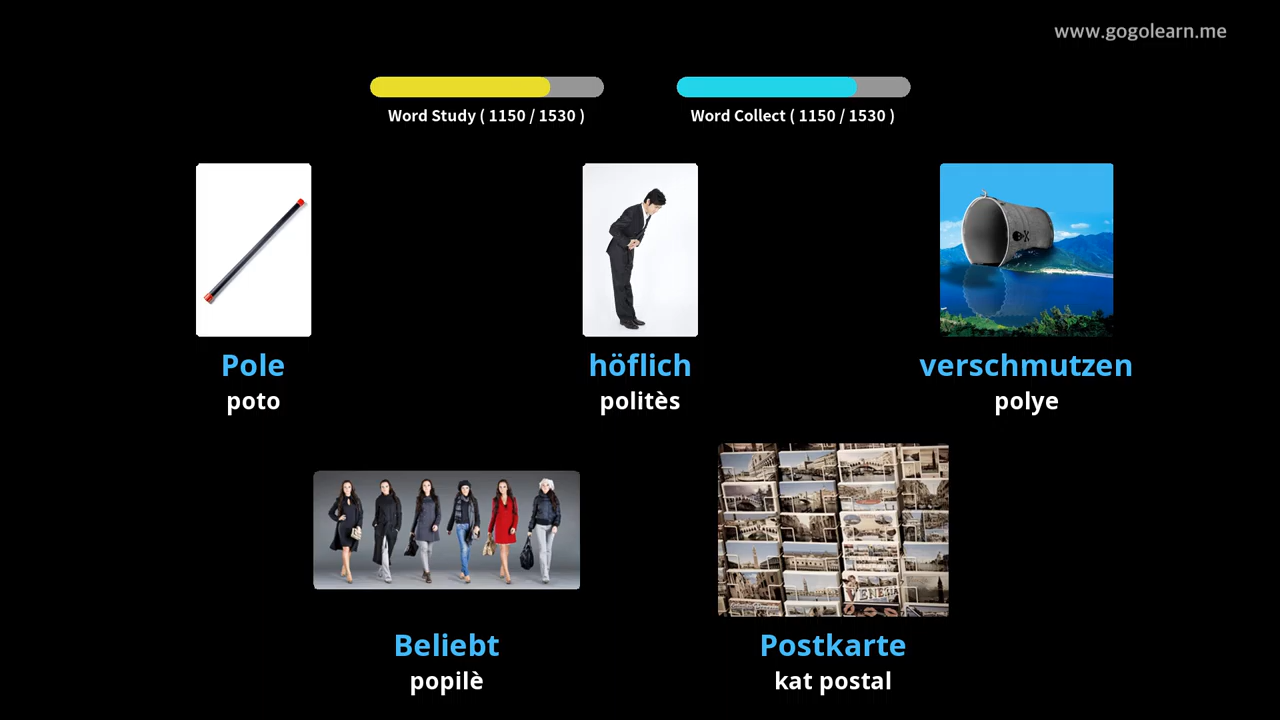 www.gogolearn.me
Word Study ( 1150 / 1530 )
Word Collect ( 1150 / 1530 )
Pole
poto
höflich
politès
verschmutzen
polye
Beliebt
popilè
Postkarte
kat postal